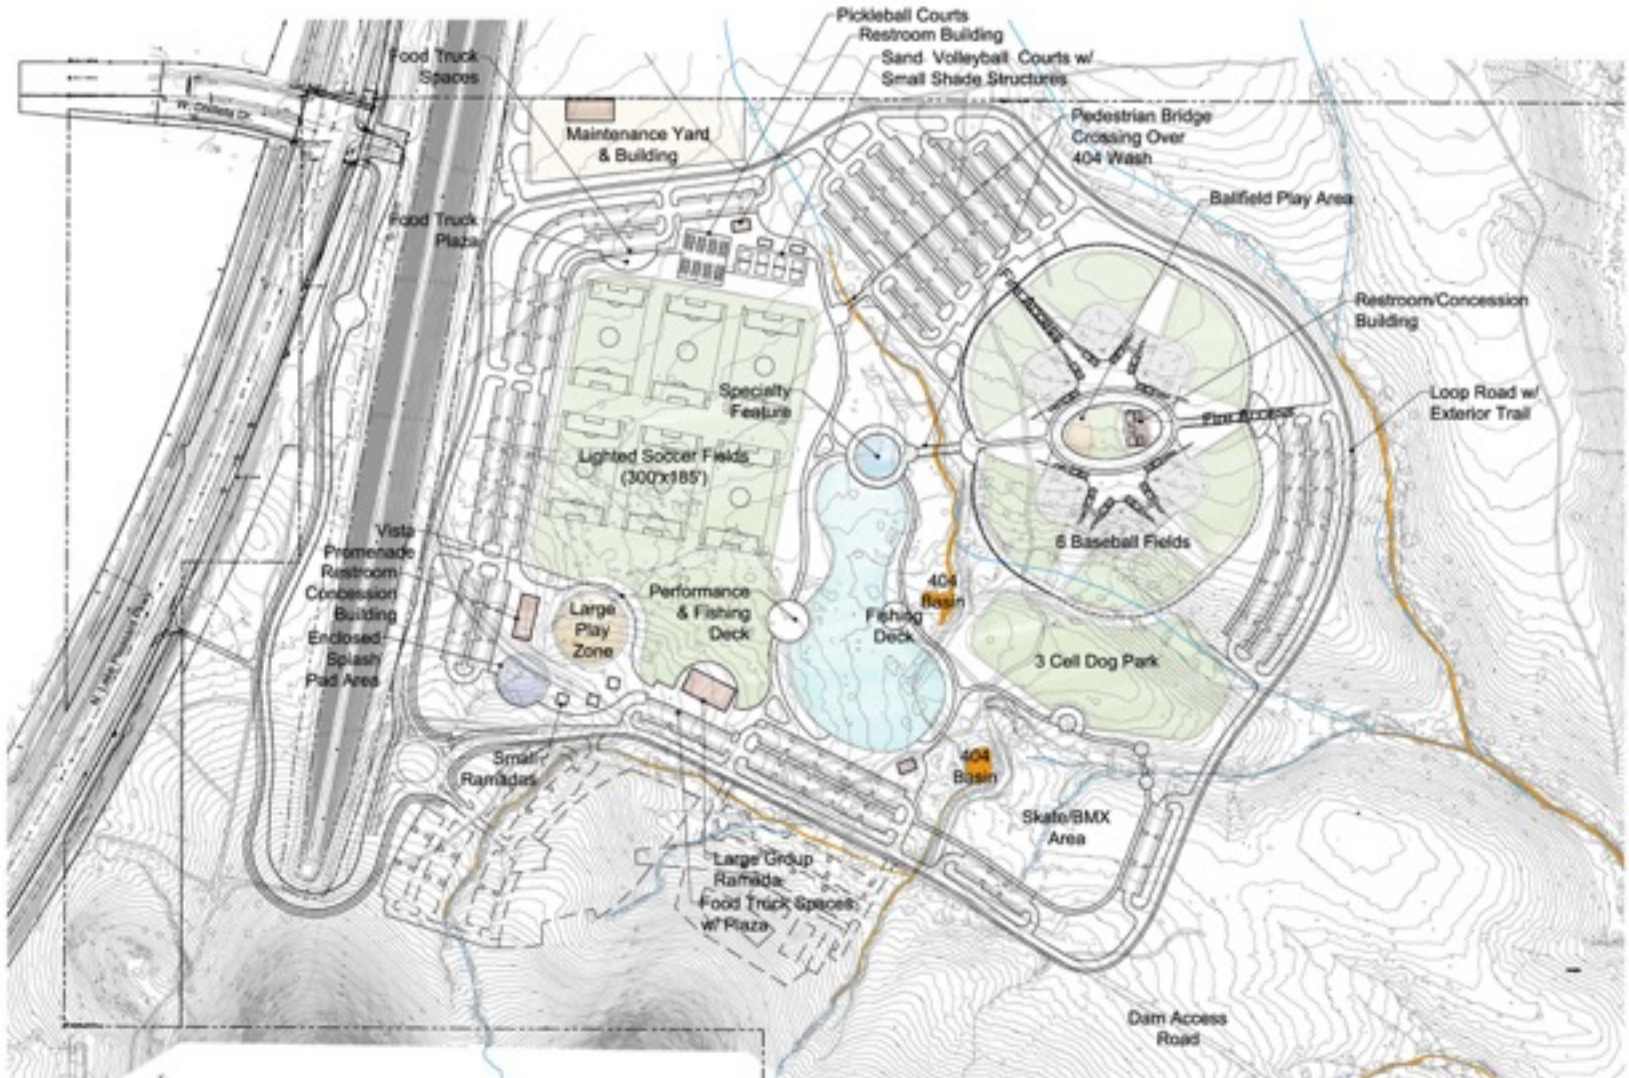 Pickleball Courts
Restroom Building
Sand Volleyball Courts w/
Small Shade Structures
Food Truck
Spaces
Maintenance Yard
& Building
Pedestrian Bridge
Crossing Over
404 Wash
Ballfield Play Area
Food Truck
Plaza
Fire Access
Restroom/Concession
Building
Specialty
Feature
Loop Road w/
Exterior Trail
Fire Access
Lighted Soccer Fields
(300'x185')
Vista
Promenade
Restroom
Concession
Building
Enclosed
Splash
Pad Area
6 Baseball Fields
Large
Play
Zone
Performance
& Fishing
Deck
404
Basin
Fishing
Deck
3 Cell Dog Park
Small
Ramadas
404
Basin
Skate/BMX
Area
Large Group
Ramada
Food Truck Spaces
w/ Plaza
Dam Access
Road